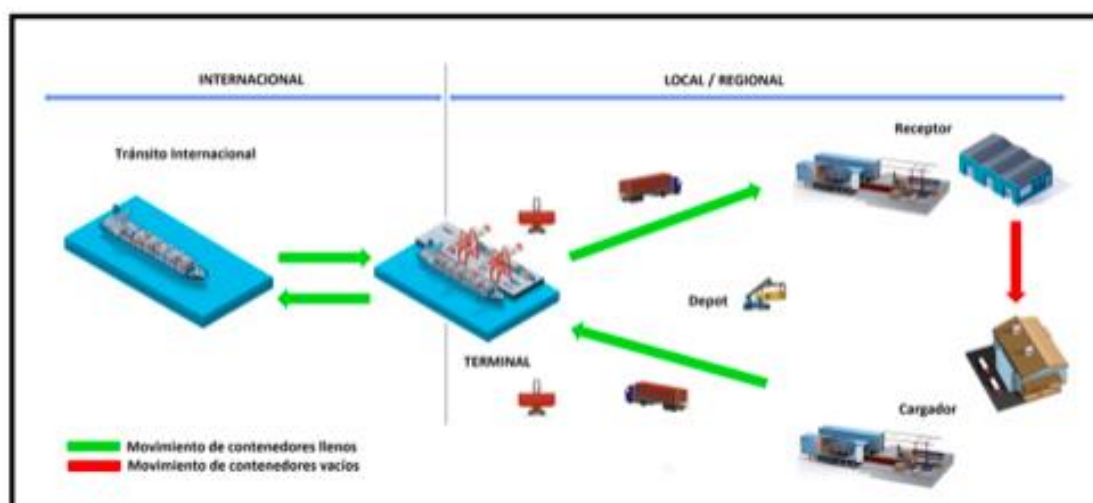 INTERNACIONAL
LOCAL / REGIONAL
Tránsito Internacional
Receptor
Depot
TERMINAL
Cargador
Movimiento de contenedores llenos
Movimiento de contenedores vacíos